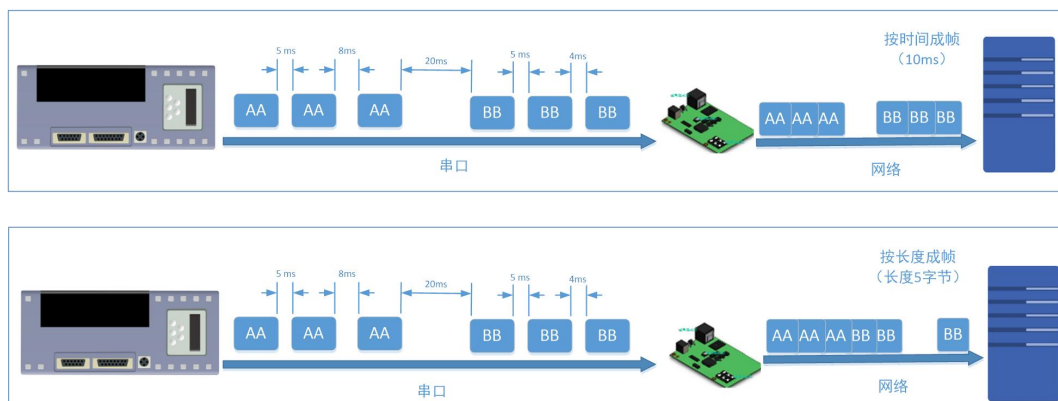 5 ms
8ms
20ms
5 ms
4ms
按时间成帧
（10ms）
AA
AA
AA
BB
BB
BB
AA AA AA
BB BB BB
串口
网络
5 ms
8ms
20ms
5 ms
4ms
按长度成帧
（长度5字节）
AA
AA
AA
BB
BB
BB
AA AA AA BB BB
BB
串口
网络